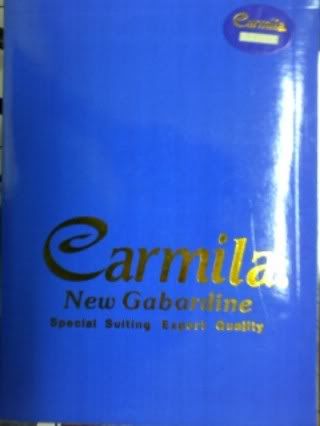 Carmila
Carmila
New Gabardine
Special Suiting Export Quality